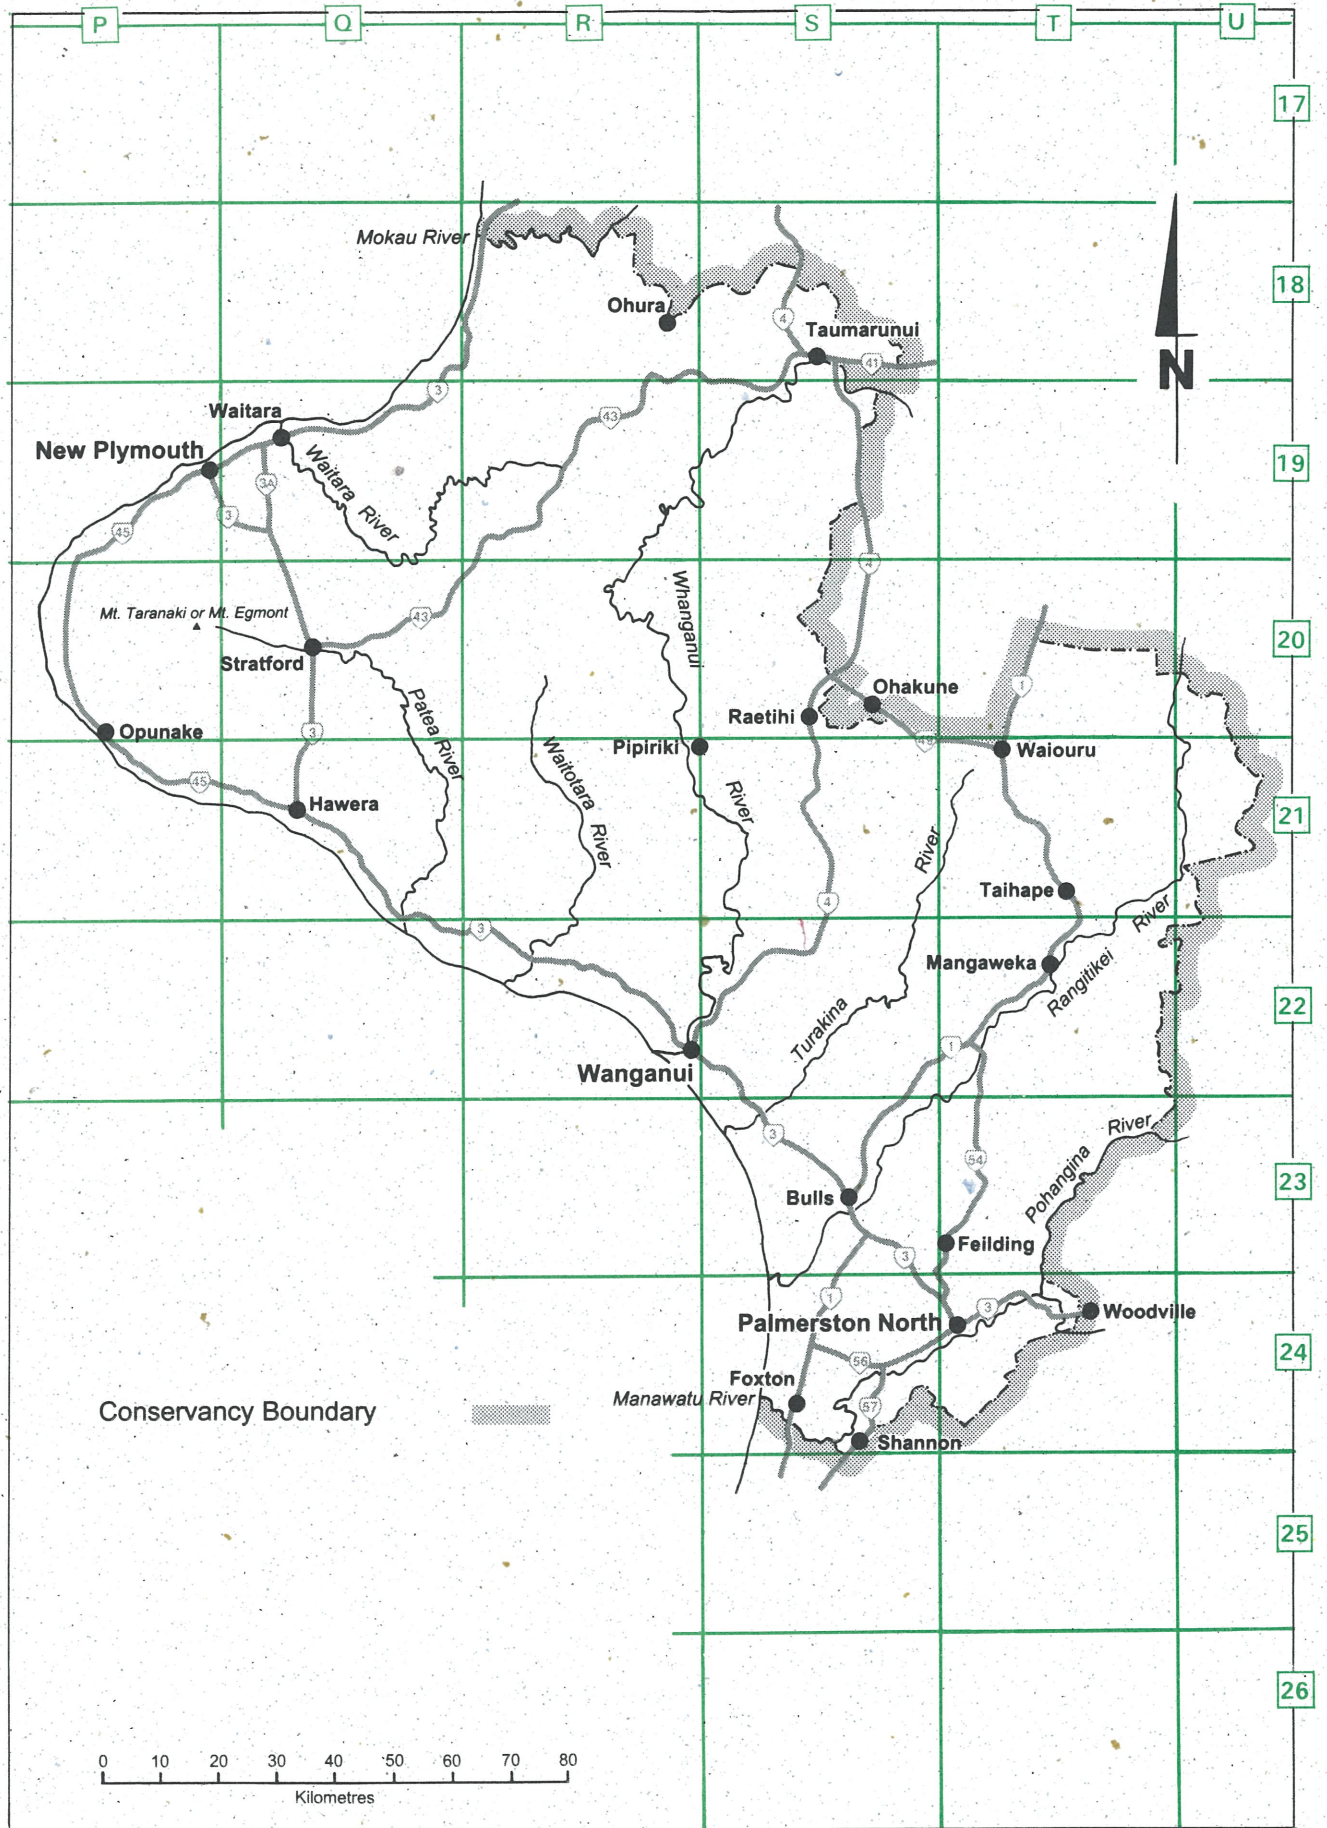 P Q R S T U
17
Mokau River
18
Ohura
4
Taumarunui
41
N
3
Waitara
43
New Plymouth
19
Waitara River
3A
3
45
4
Whanganui
Mt. Taranaki or Mt. Egmont
43
20
Stratford
1
Ohakune
Patea River
Raetihi
Opunake
3
Waitotara River
Pipiriki
49
Waiouru
45
River
Hawera
21
River
Taihape
4
River
3
Mangaweka
Rangitikei
22
Turakina
1
Wanganui
River
3
54
Pohangina
23
Bulls
Feilding
3
1
3
Woodville
Palmerston North
24
56
Foxton
Manawatu River
57
Conservancy Boundary
Shannon
25
26
0 10 20 30 40 50 60 70 80
Kilometres